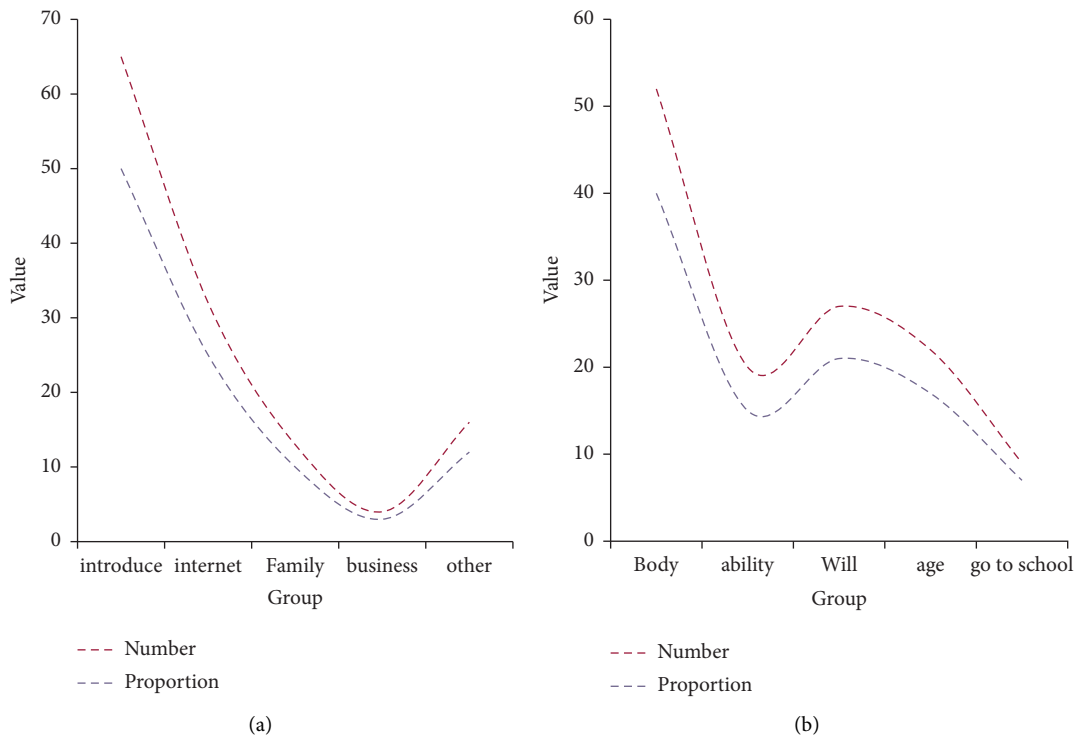 70
60
50
40
30
20
10
0
Value
introduce internet Family business other
Group
Number
Proportion
(a)
60
50
40
30
20
10
0
Value
Body ability Will age go to school
Group
Number
Proportion
(b)